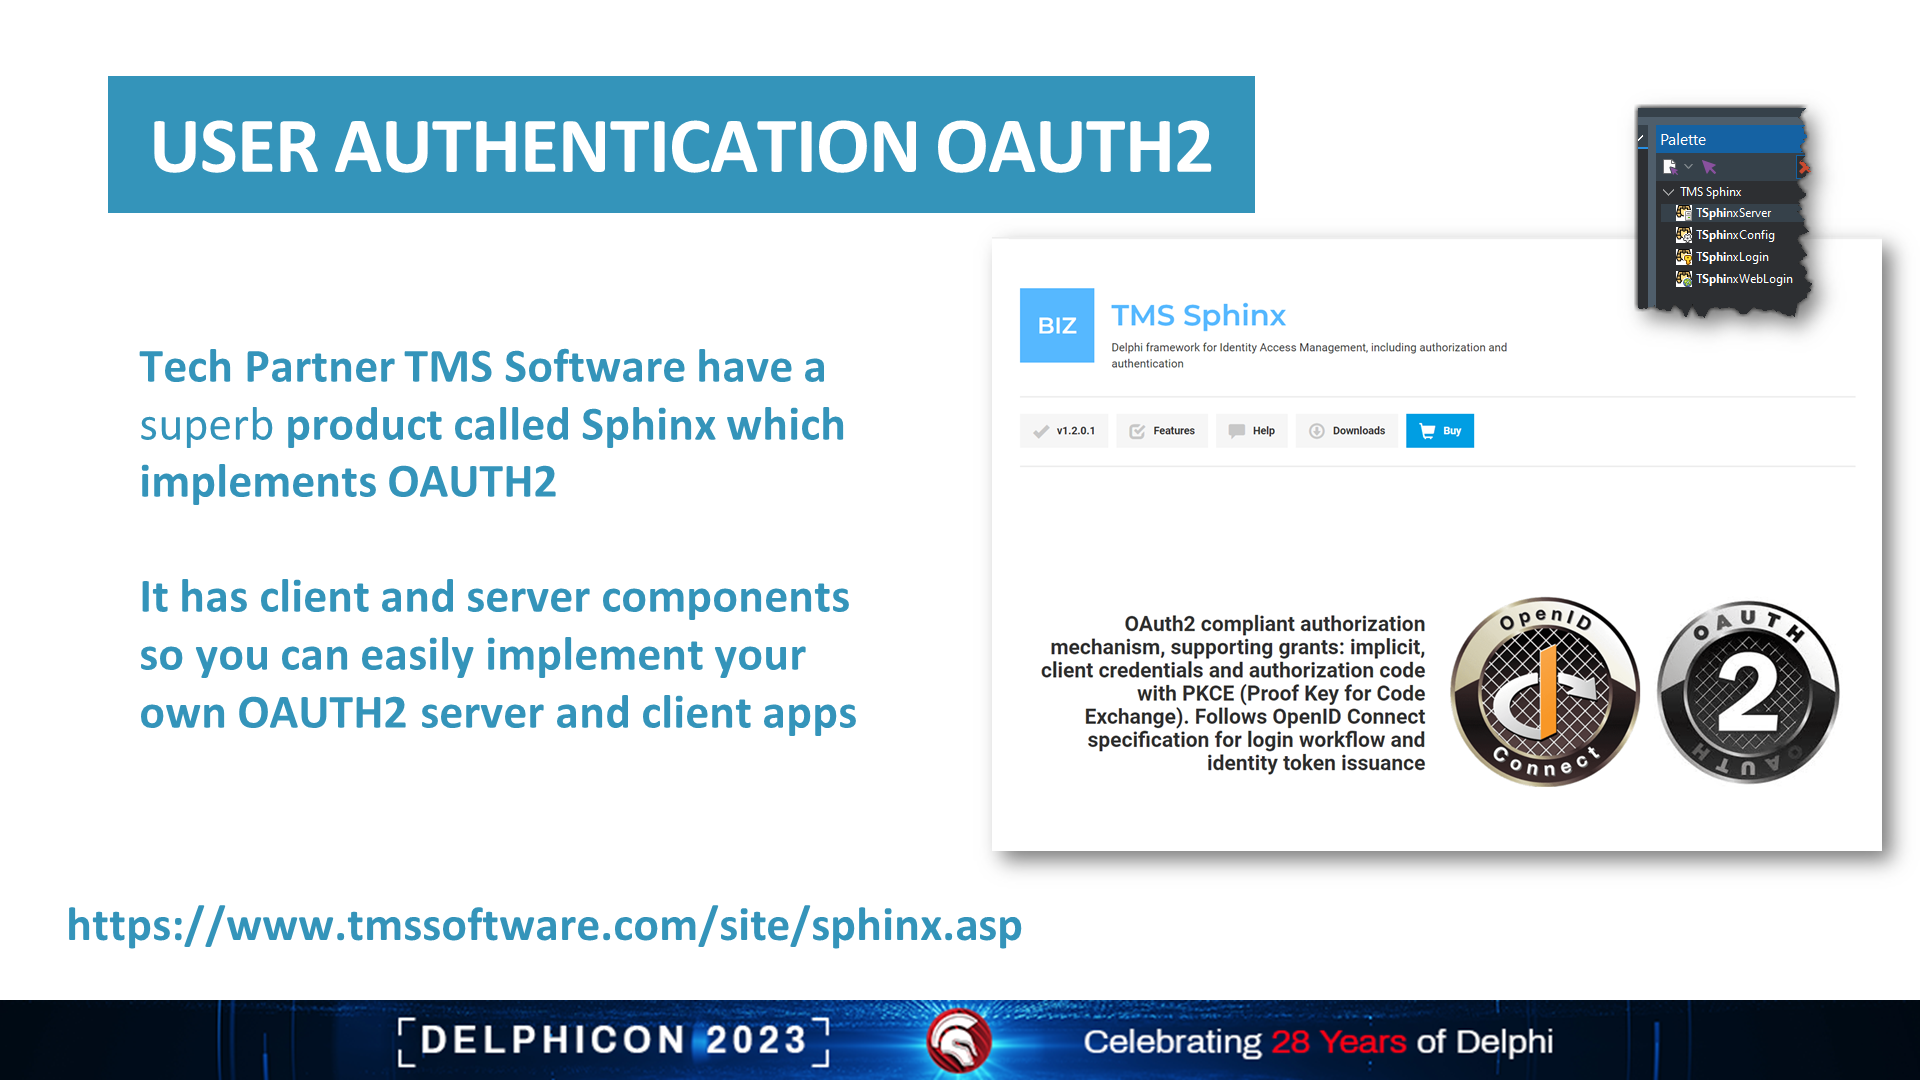 USER AUTHENTICATION OAUTH2
Palette
TMS Sphinx
TSphinxServer
TSphinxConfig
TSphinxLogin
TSphinxWebLogin
Tech Partner TMS Software have a
superb product called Sphinx which
implements OAUTH2
It has client and server components
so you can easily implement your
own OAUTH2 server and client apps
BIZ
TMS Sphinx
Delphi framework for Identity Access Management, including authorization and
authentication
v1.2.0.1 Features Help Downloads Buy
OAuth2 compliant authorization
mechanism, supporting grants: implicit,
client credentials and authorization code
with PKCE (Proof Key for Code
Exchange). Follows OpenID Connect
specification for login workflow and
identity token issuance
OpenID
Connect
OAUTH
2
OAUTH
https://www.tmssoftware.com/site/sphinx.asp
[DELPHICON 2023]
Celebrating 28 Years of Delphi